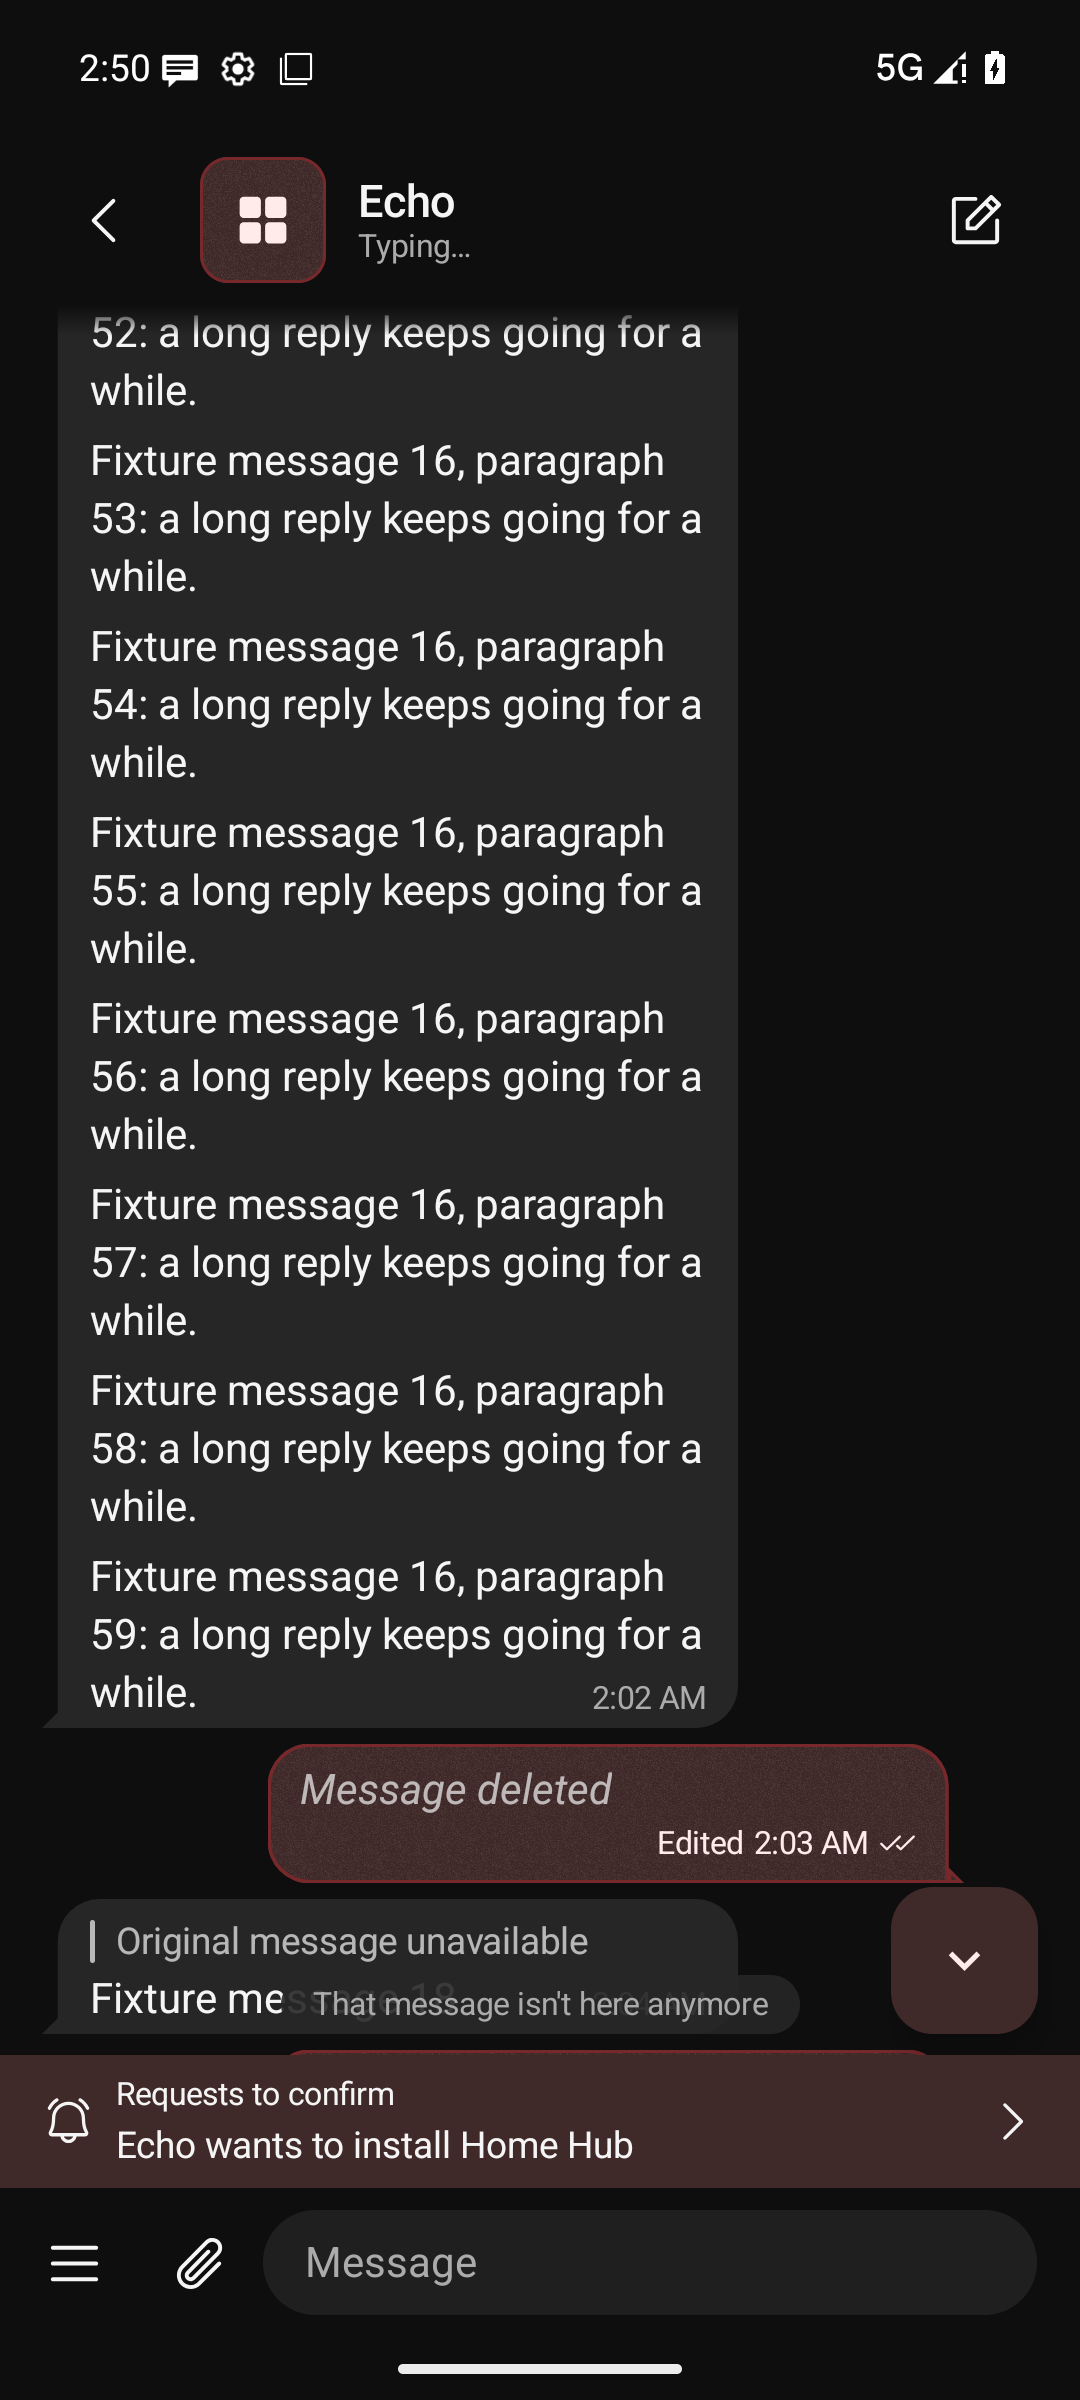 2:50
5G
Echo
Typing...
52: a long reply keeps going for a
while.
Fixture message 16, paragraph
53: a long reply keeps going for a
while.
Fixture message 16, paragraph
54: a long reply keeps going for a
while.
Fixture message 16, paragraph
55: a long reply keeps going for a
while.
Fixture message 16, paragraph
56: a long reply keeps going for a
while.
Fixture message 16, paragraph
57: a long reply keeps going for a
while.
Fixture message 16, paragraph
58: a long reply keeps going for a
while.
Fixture message 16, paragraph
59: a long reply keeps going for a
while.
2:02 AM
Message deleted
Edited 2:03 AM
Original message unavailable
Fixture message 18
That message isn't here anymore
Requests to confirm
Echo wants to install Home Hub
Message